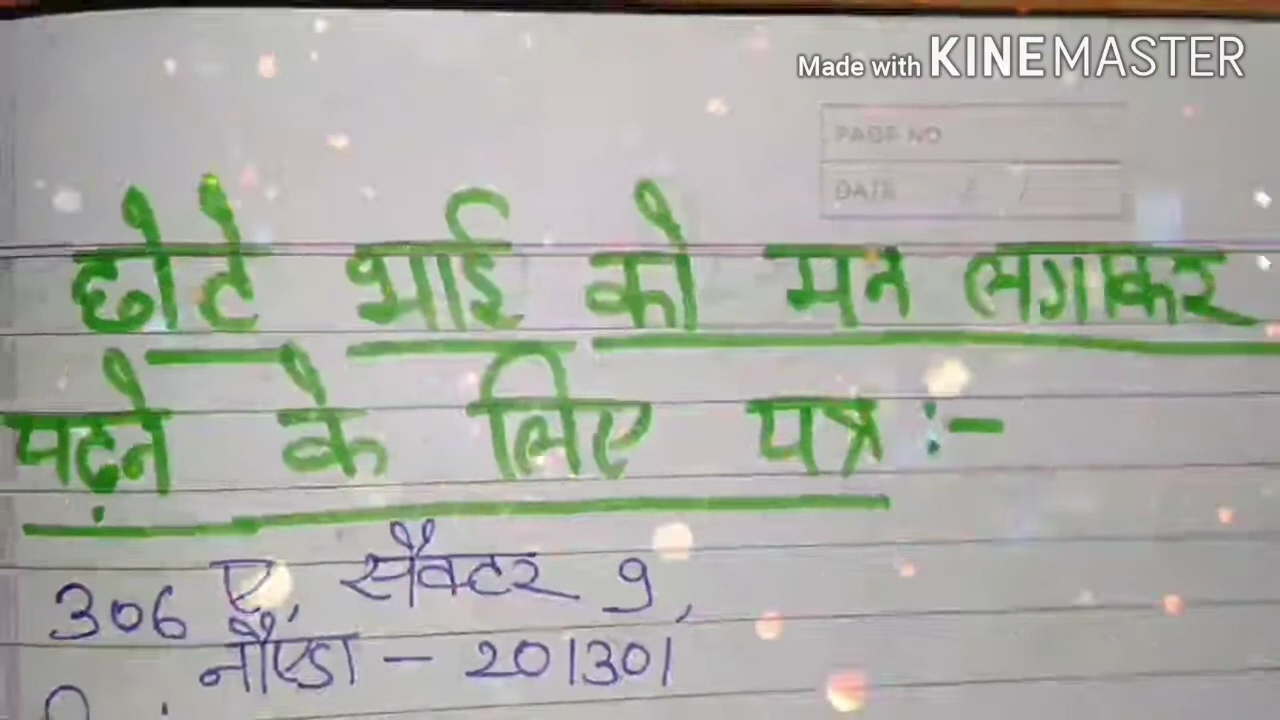 Made with KINEMASTER
PAGE NO
DATE / /
छोटे भाई को मन लगाकर
पढ़ने के लिए पत्र :-
306 ए, सैक्टर 9,
नौएडा - 201301